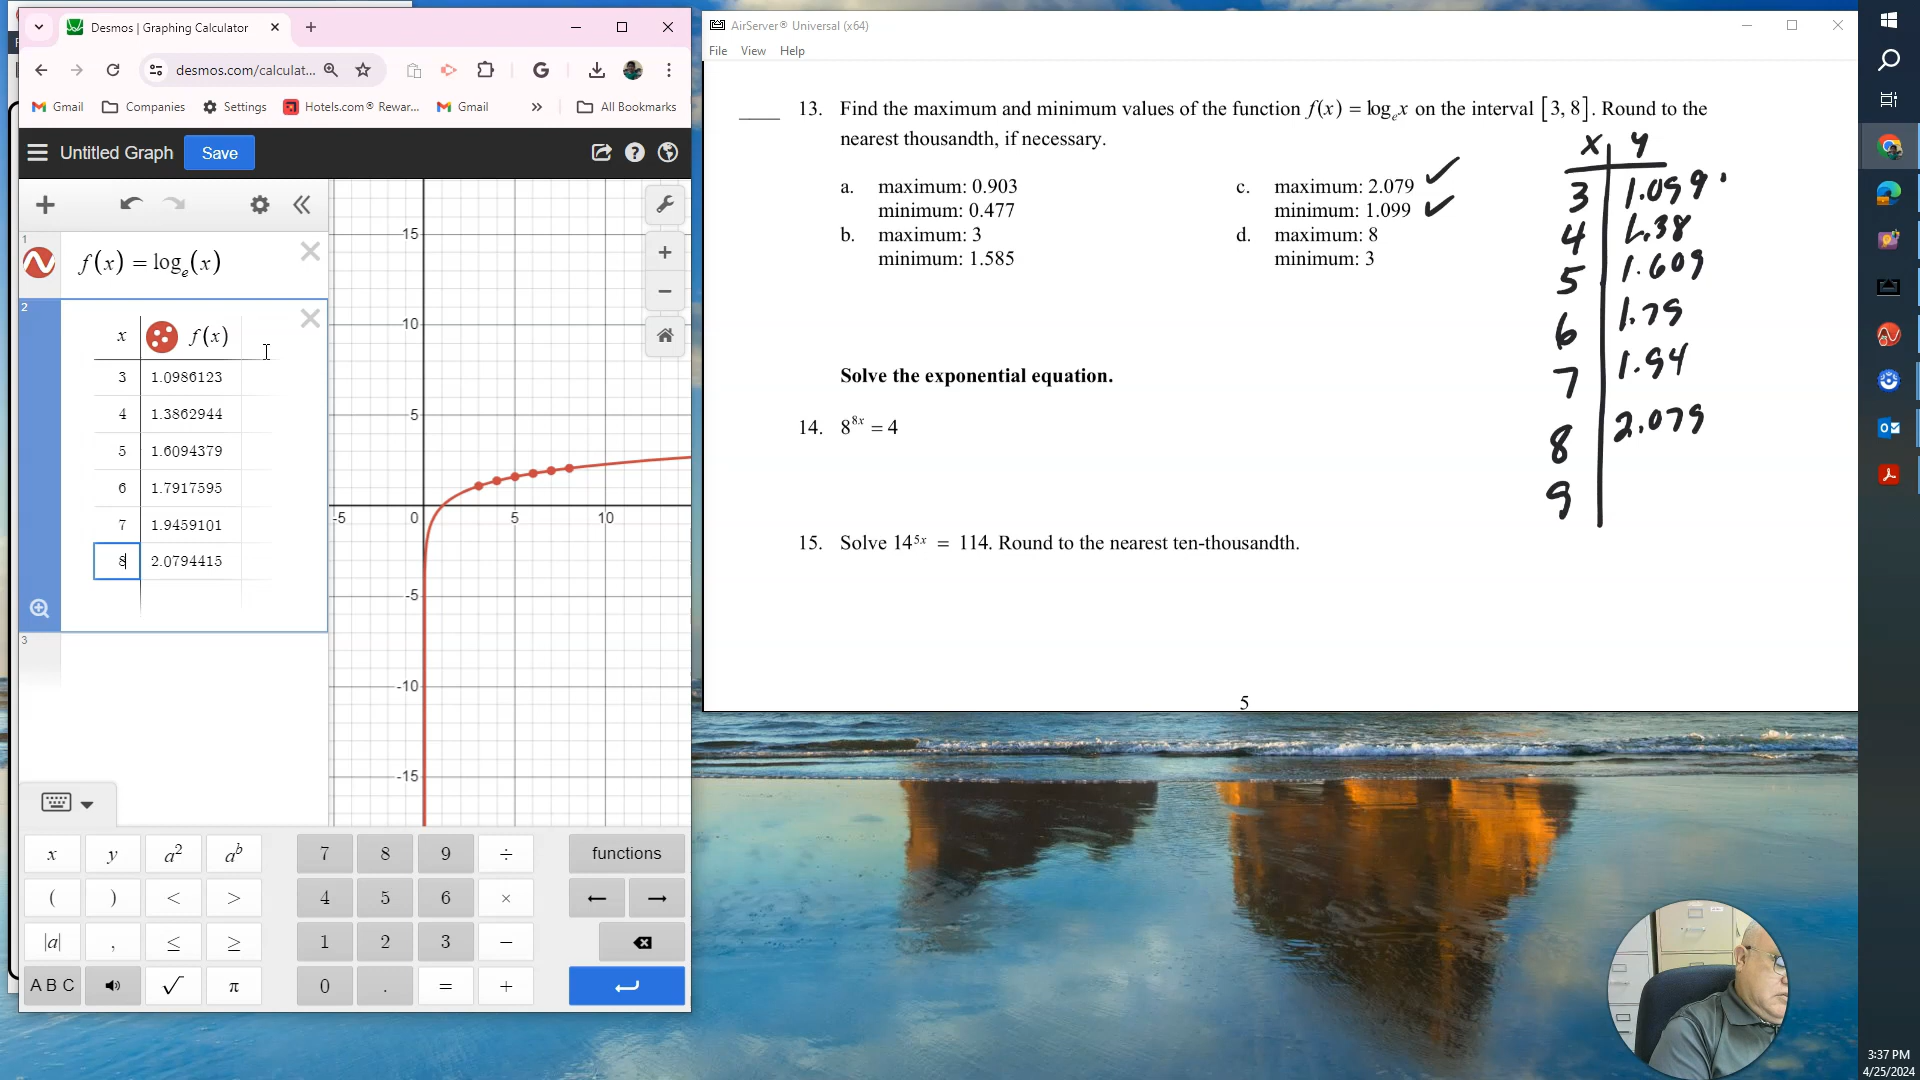 Desmos | Graphing Calculator
desmos.com/calculat...
Gmail
Companies
Settings
Hotels.com® Rewar...
Gmail
»
All Bookmarks
Untitled Graph
Save
1
f(x) = logₑ(x)
2
x f(x)
3 1.0986123
4 1.3862944
5 1.6094379
6 1.7917595
7 1.9459101
8 2.0794415
3
15
10
5
-5 0 5 10
-5
-10
-15
x y a² aᵇ 7 8 9 ÷ functions
( ) < > 4 5 6 × ← →
|a| , ≤ ≥ 1 2 3 −
A B C √ π 0 . = +
AirServer® Universal (x64)
File View Help
____ 13. Find the maximum and minimum values of the function f(x) = logₑx on the interval [3, 8]. Round to the
nearest thousandth, if necessary.
a. maximum: 0.903
minimum: 0.477
b. maximum: 3
minimum: 1.585
c. maximum: 2.079 ✓
minimum: 1.099 ✓
d. maximum: 8
minimum: 3
x y
3 1.099
4 1.38
5 1.609
6 1.79
7 1.94
8 2.079
9
Solve the exponential equation.
14. 8⁸ˣ = 4
15. Solve 14⁵ˣ = 114. Round to the nearest ten-thousandth.
5
3:37 PM
4/25/2024